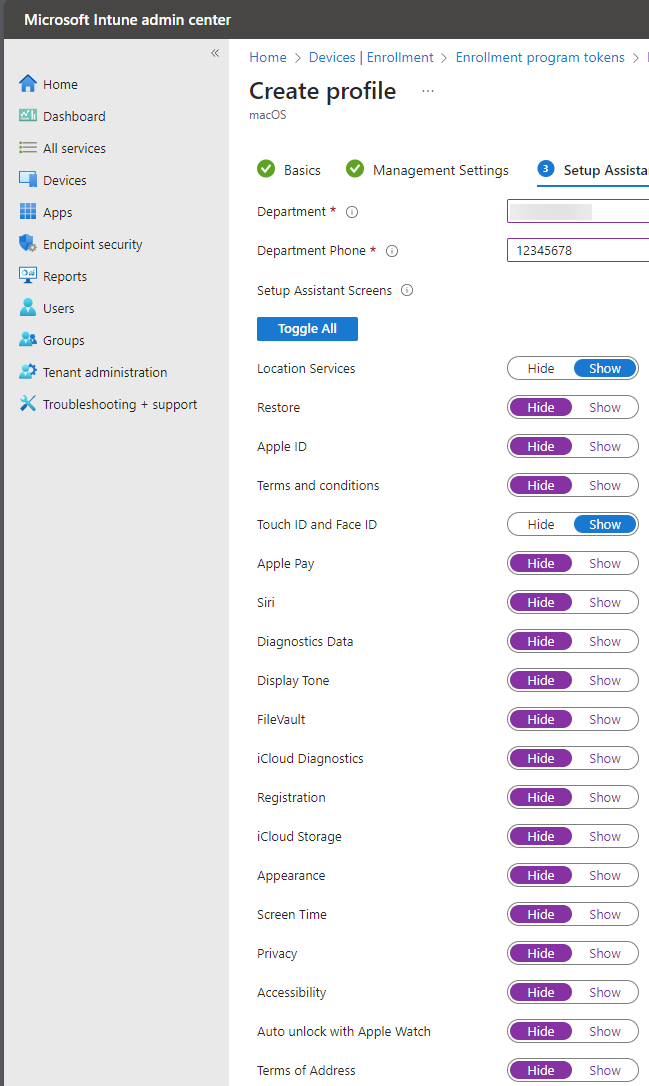 Microsoft Intune admin center
«
Home
Dashboard
All services
Devices
Apps
Endpoint security
Reports
Users
Groups
Tenant administration
Troubleshooting + support
Home > Devices | Enrollment > Enrollment program tokens >
Create profile ...
macOS
Basics Management Settings 3 Setup Assista
Department *
Department Phone * 12345678
Setup Assistant Screens
Toggle All
Location Services Hide Show
Restore Hide Show
Apple ID Hide Show
Terms and conditions Hide Show
Touch ID and Face ID Hide Show
Apple Pay Hide Show
Siri Hide Show
Diagnostics Data Hide Show
Display Tone Hide Show
FileVault Hide Show
iCloud Diagnostics Hide Show
Registration Hide Show
iCloud Storage Hide Show
Appearance Hide Show
Screen Time Hide Show
Privacy Hide Show
Accessibility Hide Show
Auto unlock with Apple Watch Hide Show
Terms of Address Hide Show